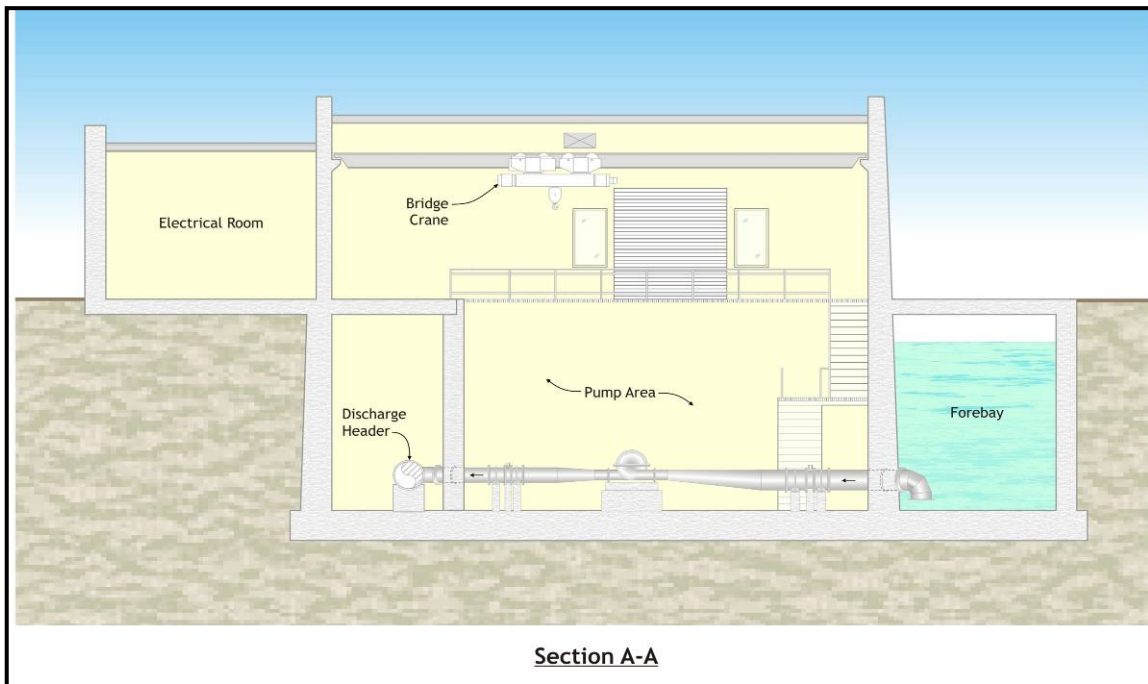 Electrical Room
Bridge
Crane
Pump Area
Discharge
Header
Forebay
Section A-A